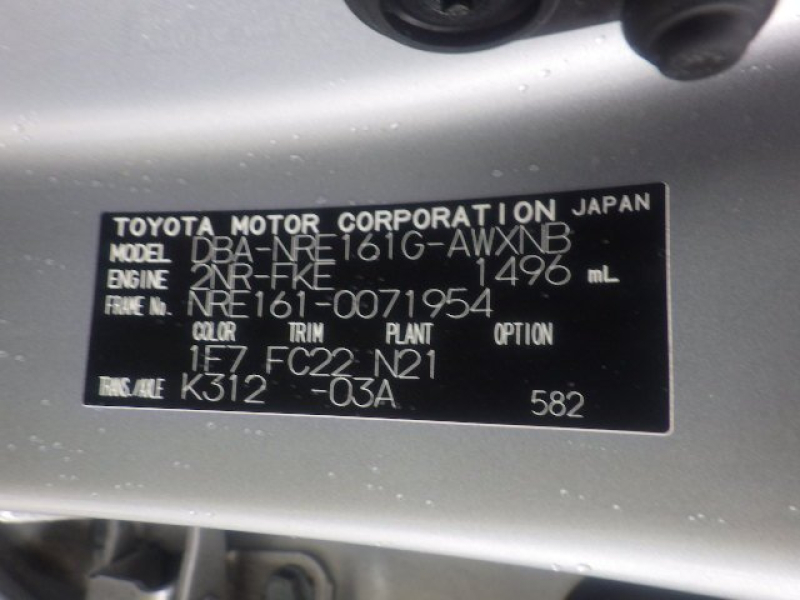 TOYOTA MOTOR CORPORATION JAPAN
MODEL DBA-NRE161G-AWXNB
ENGINE 2NR-FKE 1496 mL
FRAME No. NRE161-0071954
COLOR TRIM PLANT OPTION
1F7 FC22 N21
TRANS./AXLE K312 -03A 582